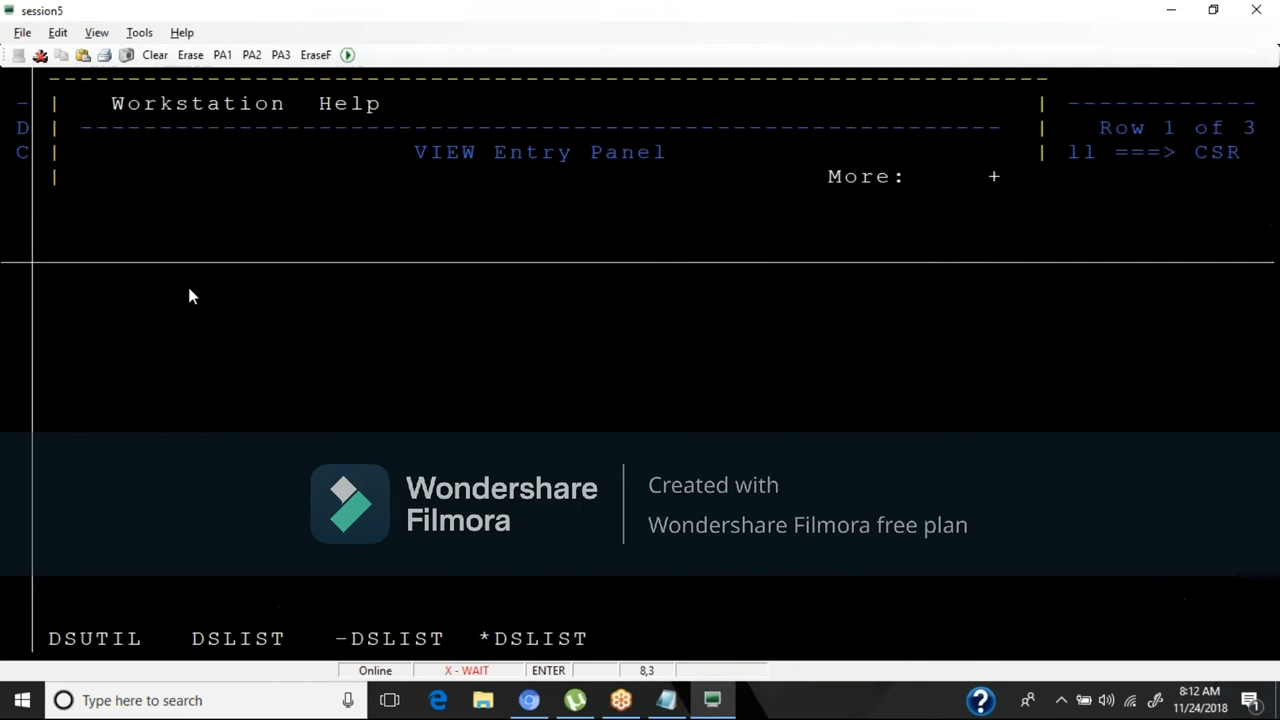 session5
File Edit View Tools Help
Clear Erase PA1 PA2 PA3 EraseF
Workstation Help
D Row 1 of 3
C VIEW Entry Panel ll ===> CSR
More: +
Wondershare
Filmora
Created with
Wondershare Filmora free plan
DSUTIL DSLIST -DSLIST *DSLIST
Online X - WAIT ENTER 8,3
Type here to search
8:12 AM
11/24/2018
1